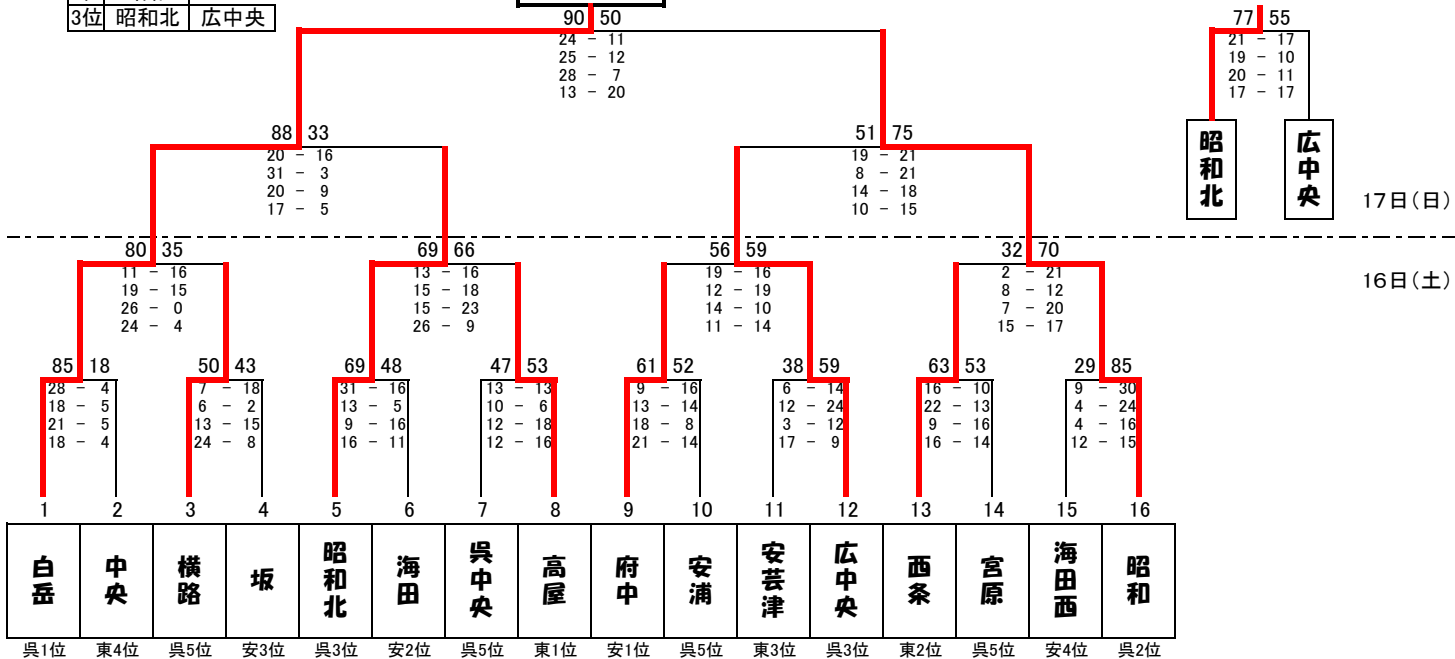 3位 昭和北 広中央
90 50
24 - 11
25 - 12
28 - 7
13 - 20
77 55
21 - 17
19 - 10
20 - 11
17 - 17
昭和北
広中央
88 33
20 - 16
31 - 3
20 - 9
17 - 5
51 75
19 - 21
8 - 21
14 - 18
10 - 15
17日(日)
80 35
11 - 16
19 - 15
26 - 0
24 - 4
69 66
13 - 16
15 - 18
15 - 23
26 - 9
56 59
19 - 16
12 - 19
14 - 10
11 - 14
32 70
2 - 21
8 - 12
7 - 20
15 - 17
16日(土)
85 18
28 - 4
18 - 5
21 - 5
18 - 4
50 43
7 - 18
6 - 2
13 - 15
24 - 8
69 48
31 - 16
13 - 5
9 - 16
16 - 11
47 53
13 - 13
10 - 6
12 - 18
12 - 16
61 52
9 - 16
13 - 14
18 - 8
21 - 14
38 59
6 - 14
12 - 24
3 - 12
17 - 9
63 53
16 - 10
22 - 13
9 - 16
16 - 14
29 85
9 - 30
4 - 24
4 - 16
12 - 15
1 2 3 4 5 6 7 8 9 10 11 12 13 14 15 16
白岳 中央 横路 坂 昭和北 海田 呉中央 高屋 府中 安浦 安芸津 広中央 西条 宮原 海田西 昭和
呉1位 東4位 呉5位 安3位 呉3位 安2位 呉5位 東1位 安1位 呉5位 東3位 呉3位 東2位 呉5位 安4位 呉2位